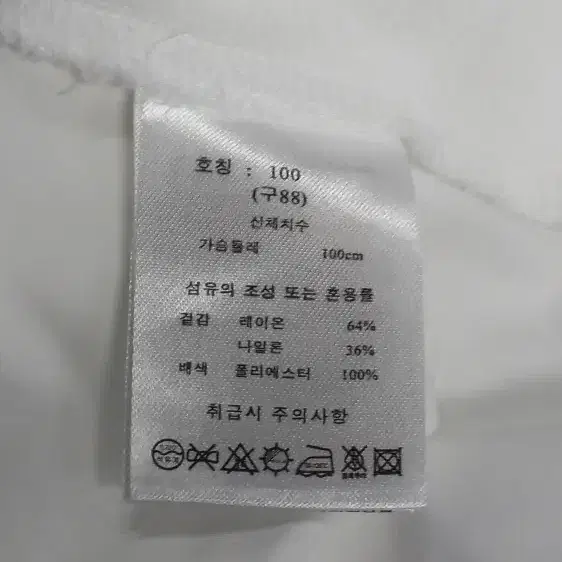 호칭 : 100
(구88)
신체치수
가슴둘레 100cm
섬유의 조성 또는 혼용률
겉감 레이온 64%
나일론 36%
배색 폴리에스터 100%
취급시 주의사항